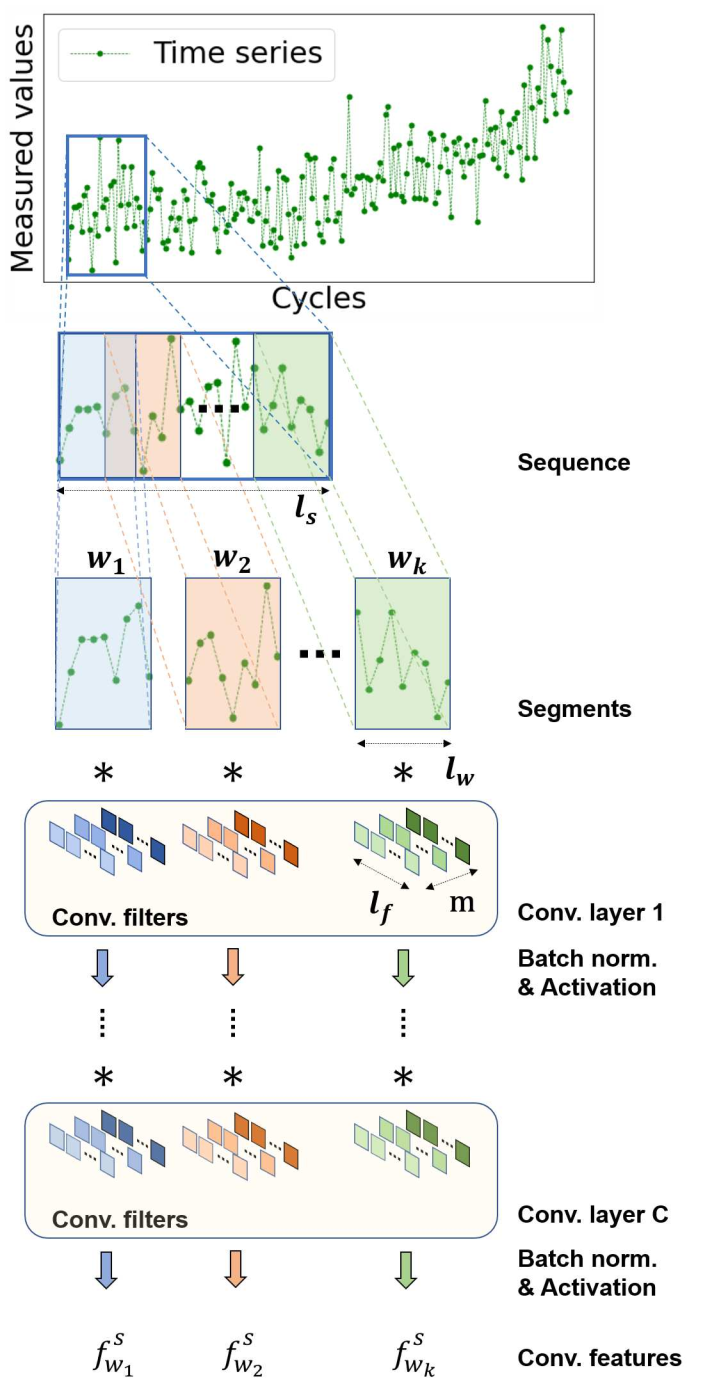 Measured values
Time series
Cycles
Sequence
l_s
w_1 w_2 w_k
Segments
* * *
l_w
Conv. filters
l_f m
Conv. layer 1
Batch norm.
& Activation
* * *
Conv. filters
Conv. layer C
Batch norm.
& Activation
f^s_{w_1} f^s_{w_2} f^s_{w_k}
Conv. features